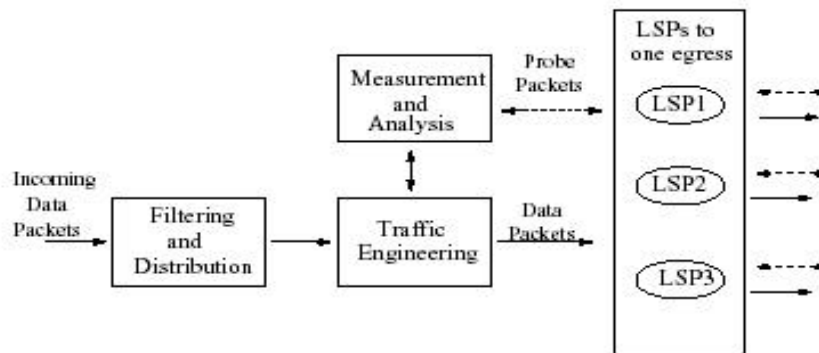 Incoming
Data
Packets
Filtering
and
Distribution
Measurement
and
Analysis
Traffic
Engineering
Probe
Packets
Data
Packets
LSPs to
one egress
LSP1
LSP2
LSP3